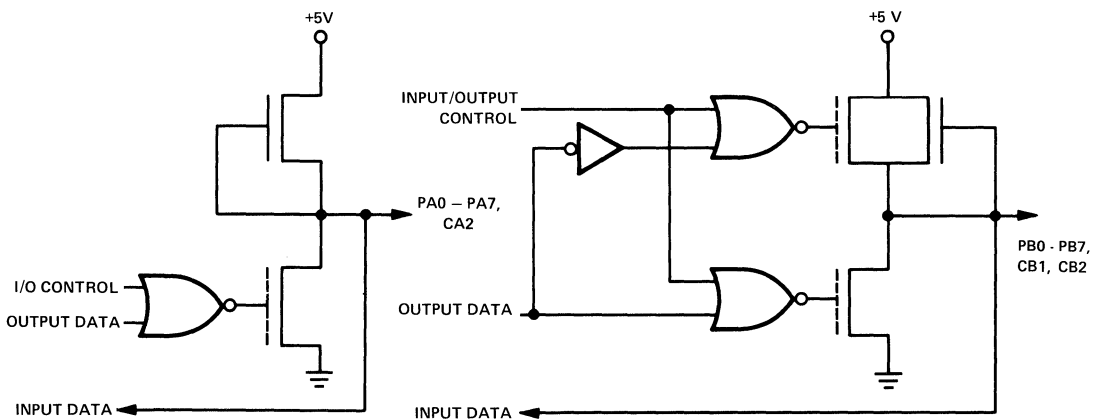 +5V
PA0 – PA7,
CA2
I/O CONTROL
OUTPUT DATA
INPUT DATA
+5 V
INPUT/OUTPUT
CONTROL
OUTPUT DATA
PB0 - PB7,
CB1, CB2
INPUT DATA